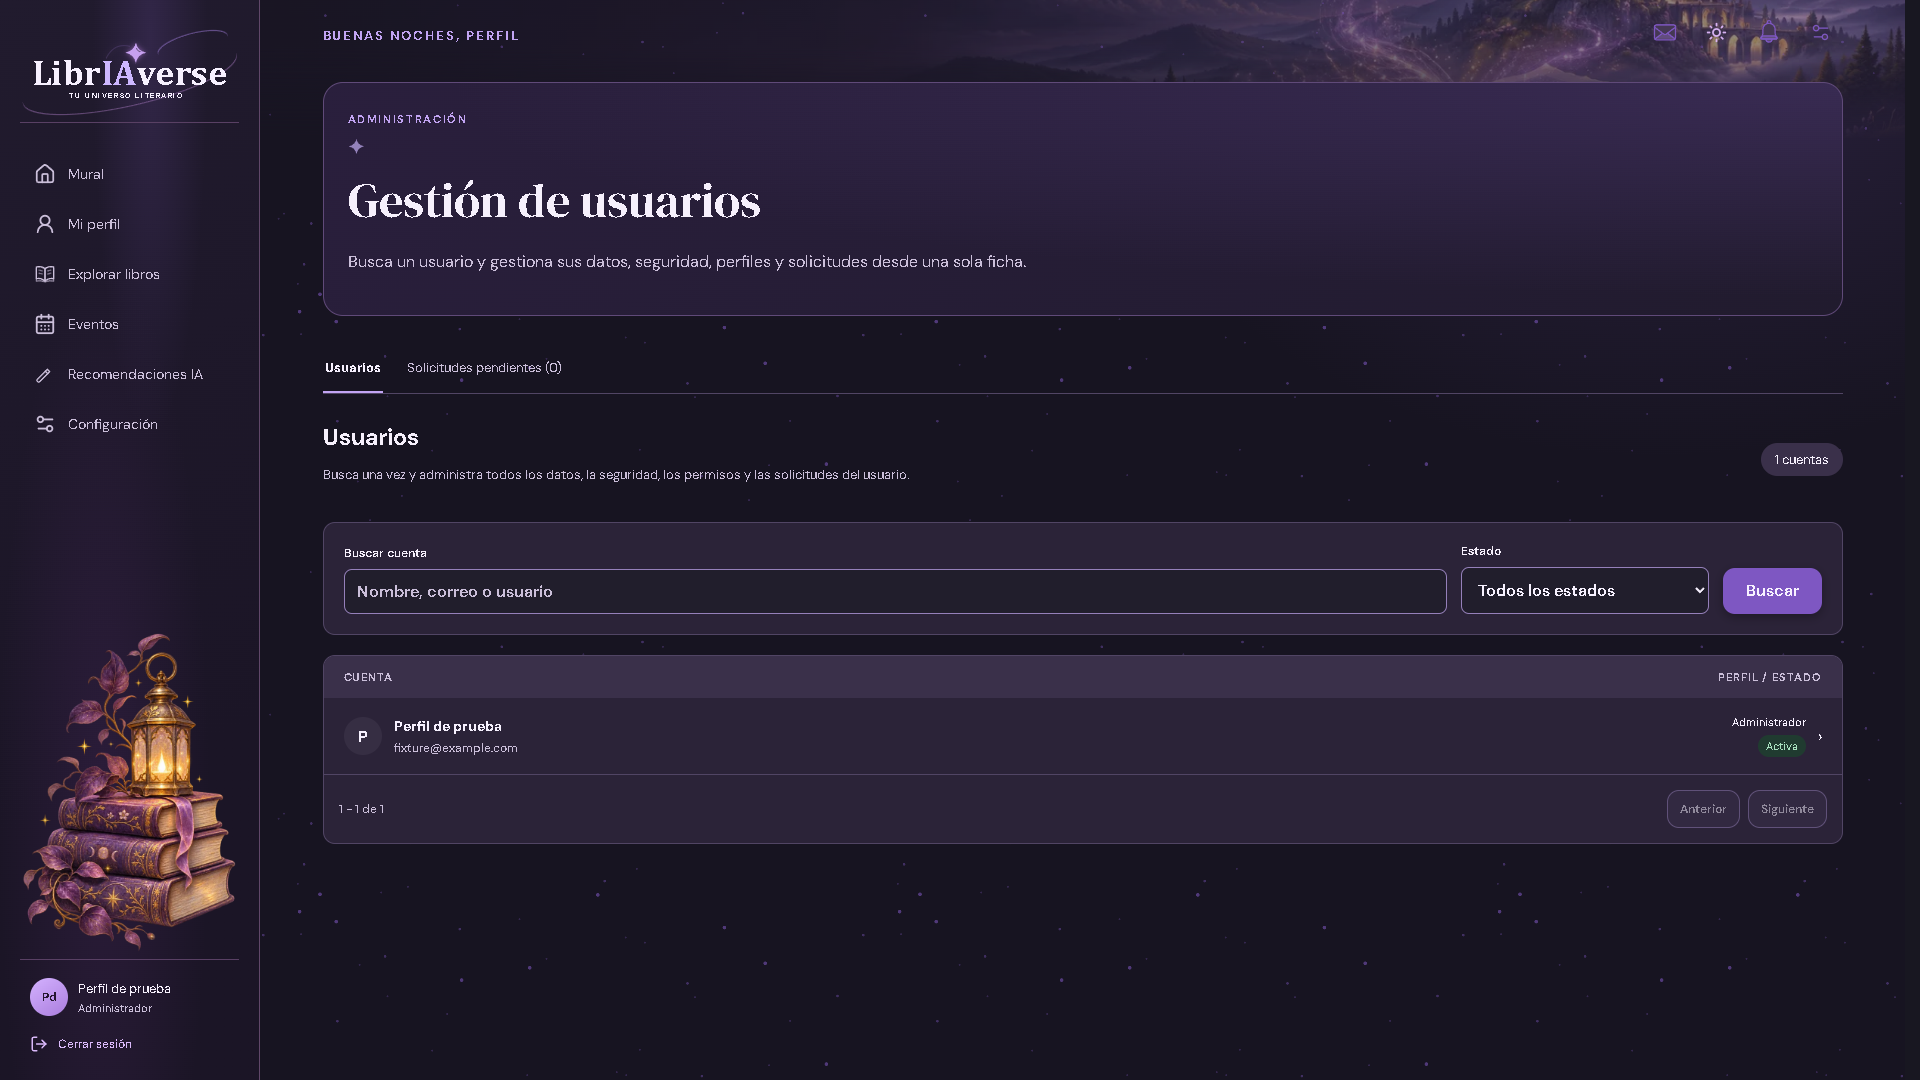 LibrIAverse
TU UNIVERSO LITERARIO
Mural
Mi perfil
Explorar libros
Eventos
Recomendaciones IA
Configuración
Pd
Perfil de prueba
Administrador
Cerrar sesión
BUENAS NOCHES, PERFIL
ADMINISTRACIÓN
Gestión de usuarios
Busca un usuario y gestiona sus datos, seguridad, perfiles y solicitudes desde una sola ficha.
Usuarios
Solicitudes pendientes (0)
Usuarios
Busca una vez y administra todos los datos, la seguridad, los permisos y las solicitudes del usuario.
1 cuentas
Buscar cuenta
Nombre, correo o usuario
Estado
Todos los estados
Buscar
CUENTA
PERFIL / ESTADO
P
Perfil de prueba
fixture@example.com
Administrador
Activa
1–1 de 1
Anterior
Siguiente